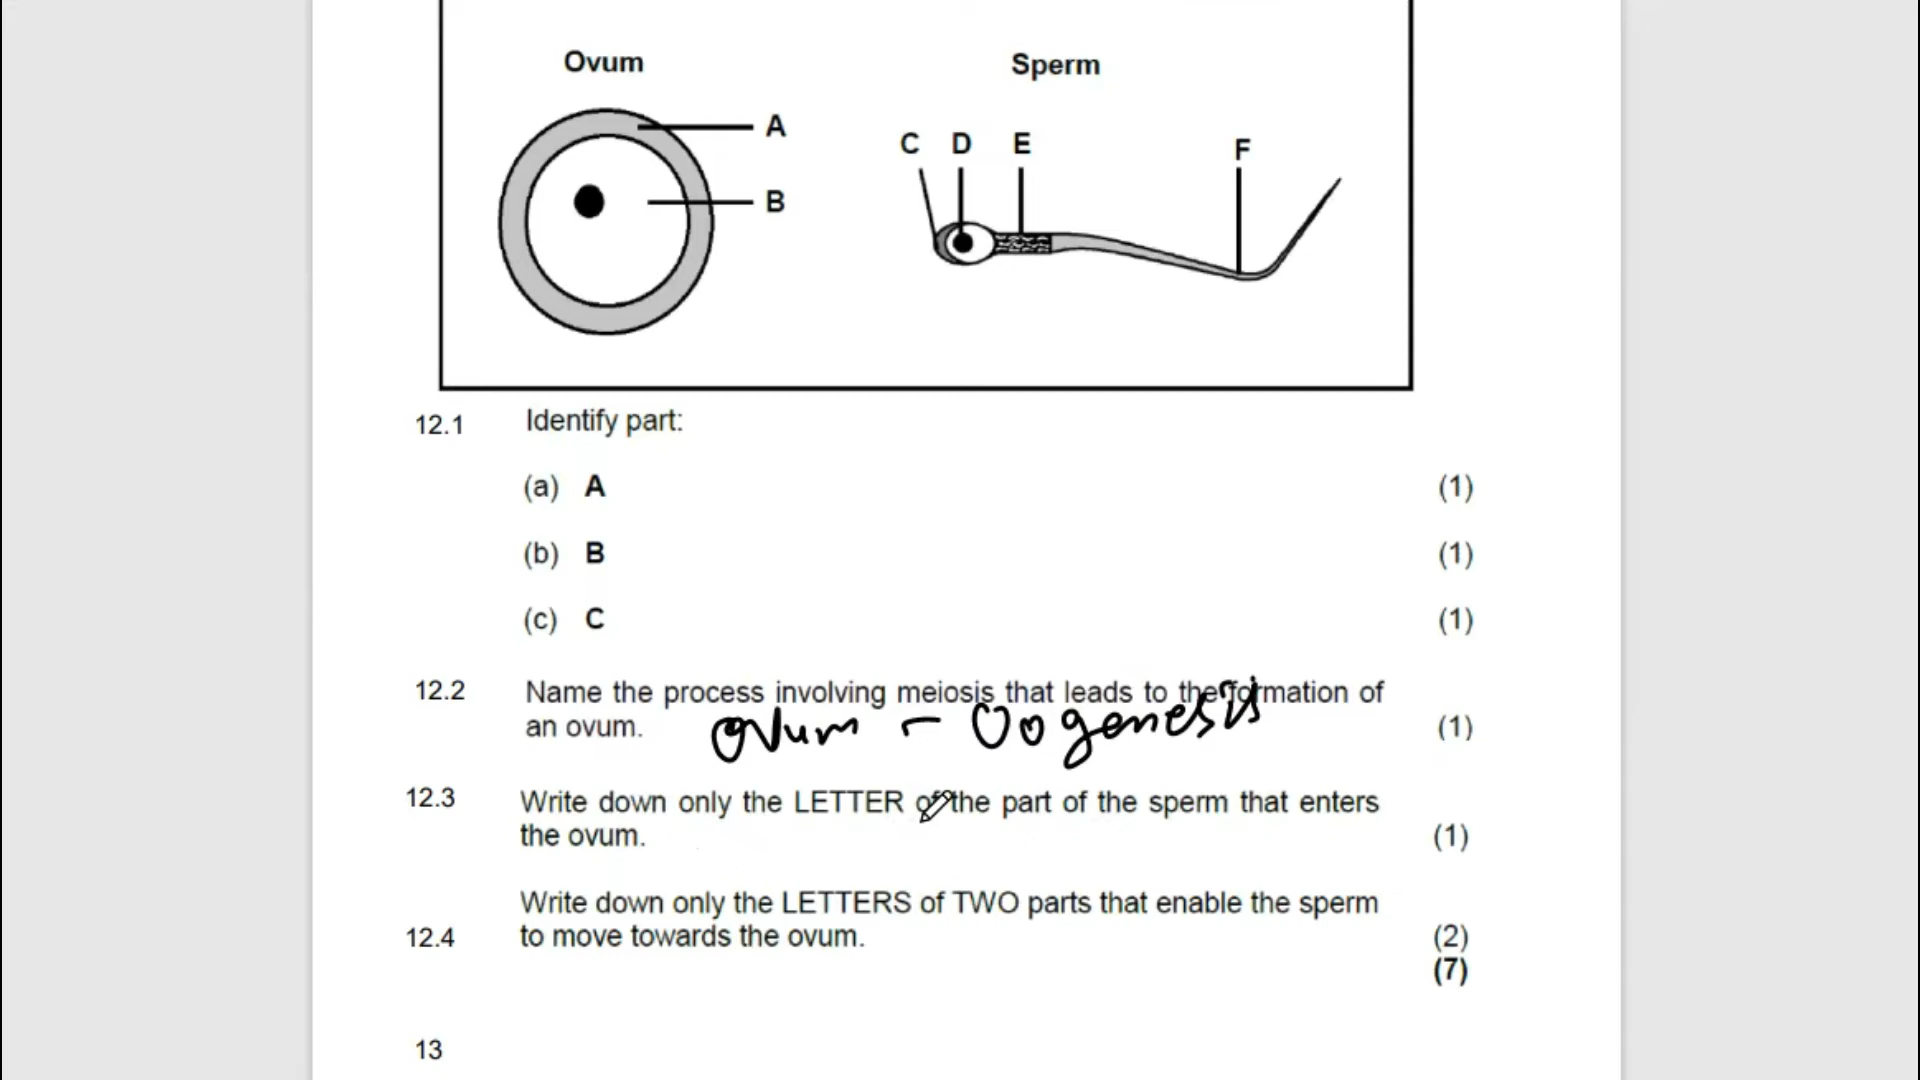 Ovum
Sperm
A
B
C D E
F
12.1 Identify part:
(a) A (1)
(b) B (1)
(c) C (1)
12.2 Name the process involving meiosis that leads to the formation of
an ovum. (1)
ovum - Oogenesis
12.3 Write down only the LETTER of the part of the sperm that enters
the ovum. (1)
Write down only the LETTERS of TWO parts that enable the sperm
12.4 to move towards the ovum. (2)
(7)
13